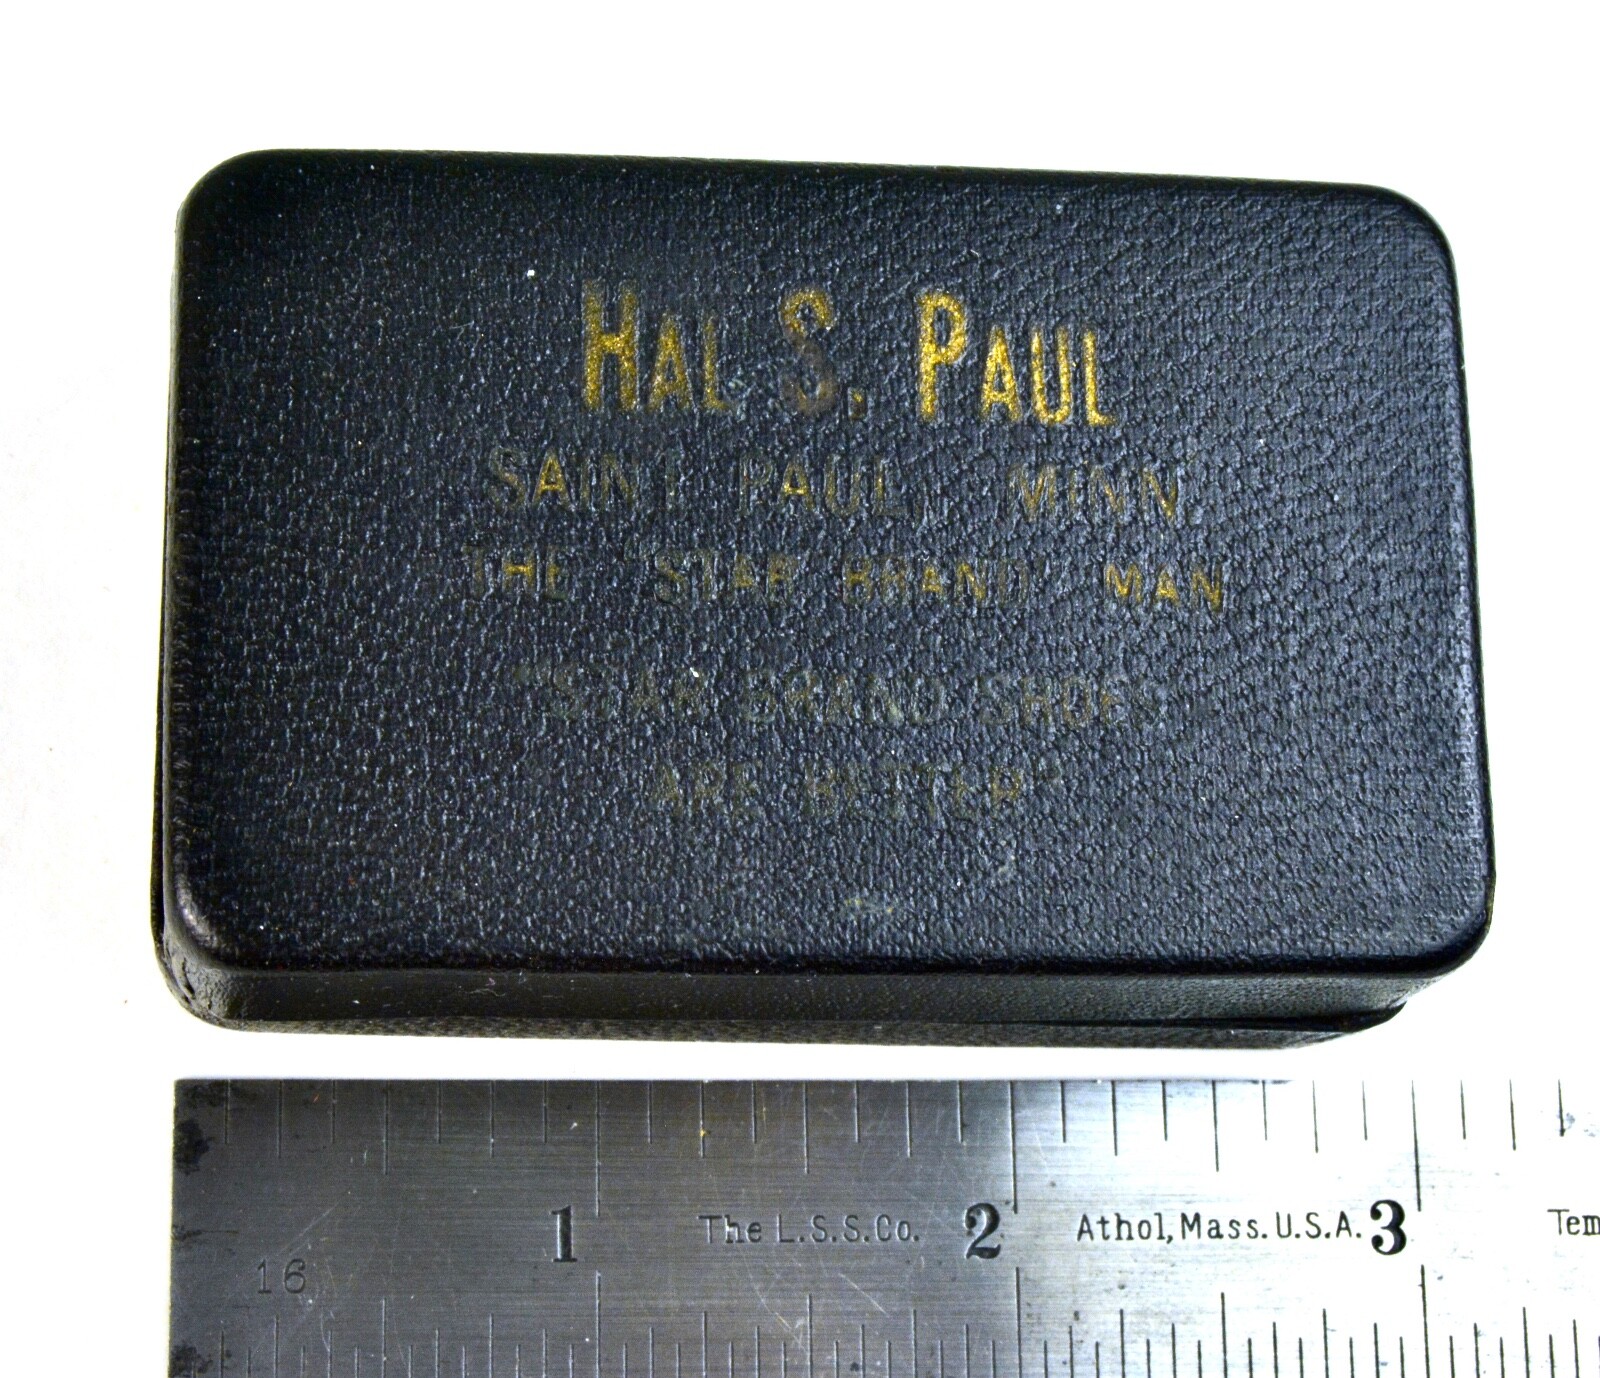 HAL S. PAUL
SAINT PAUL, MINN.
THE "STAR BRAND" MAN
"STAR BRAND SHOES
ARE BETTER"
1 The L.S.S.Co. 2 Athol, Mass. U.S.A. 3 Tem
16